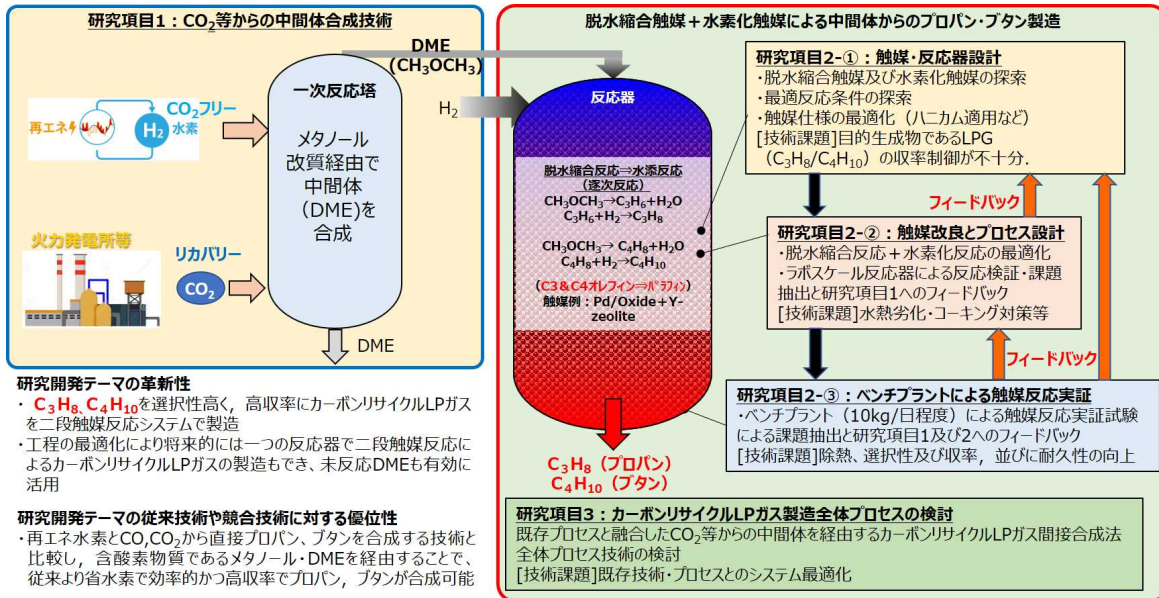 研究項目1：CO2等からの中間体合成技術
再エネ
H2
CO2フリー
水素
火力発電所等
リカバリー
CO2
一次反応塔
メタノール
改質経由で
中間体
（DME)を
合成
DME
DME
(CH3OCH3)
H2
研究開発テーマの革新性
・ C3H8, C4H10を選択性高く，高収率にカーボンリサイクルLPガス
を二段触媒反応システムで製造
・工程の最適化により将来的には一つの反応器で二段触媒反応に
よるカーボンリサイクルLPガスの製造もでき、未反応DMEも有効に
活用
研究開発テーマの従来技術や競合技術に対する優位性
・再エネ水素とCO,CO2から直接プロパン、ブタンを合成する技術と
比較し，含酸素物質であるメタノール・DMEを経由することで、
従来より省水素で効率的かつ高収率でプロパン，ブタンが合成可能
脱水縮合触媒＋水素化触媒による中間体からのプロパン・ブタン製造
反応器
脱水縮合反応⇒水添反応
（逐次反応）
CH3OCH3→C3H6+H2O
C3H6+H2→C3H8
CH3OCH3→ C4H8+H2O
C4H8+H2→C4H10
（C3&C4オレフィン⇒パラフィン）
触媒例：Pd/Oxide＋Y-
zeolite
C3H8（プロパン）
C4H10（ブタン）
研究項目2-①：触媒・反応器設計
・脱水縮合触媒及び水素化触媒の探索
・最適反応条件の探索
・触媒仕様の最適化（ハニカム適用など）
[技術課題]目的生成物であるLPG
（C3H8/C4H10）の収率制御が不十分．
フィードバック
研究項目2-②：触媒改良とプロセス設計
・脱水縮合反応＋水素化反応の最適化
・ラボスケール反応器による反応検証・課題
抽出と研究項目1へのフィードバック
[技術課題]水熱劣化・コーキング対策等
フィードバック
研究項目2-③：ベンチプラントによる触媒反応実証
・ベンチプラント（10kg/日程度）による触媒反応実証試験
による課題抽出と研究項目1及び2へのフィードバック
[技術課題]除熱、選択性及び収率，並びに耐久性の向上
研究項目3：カーボンリサイクルLPガス製造全体プロセスの検討
既存プロセスと融合したCO2等からの中間体を経由するカーボンリサイクルLPガス間接合成法
全体プロセス技術の検討
[技術課題]既存技術・プロセスとのシステム最適化